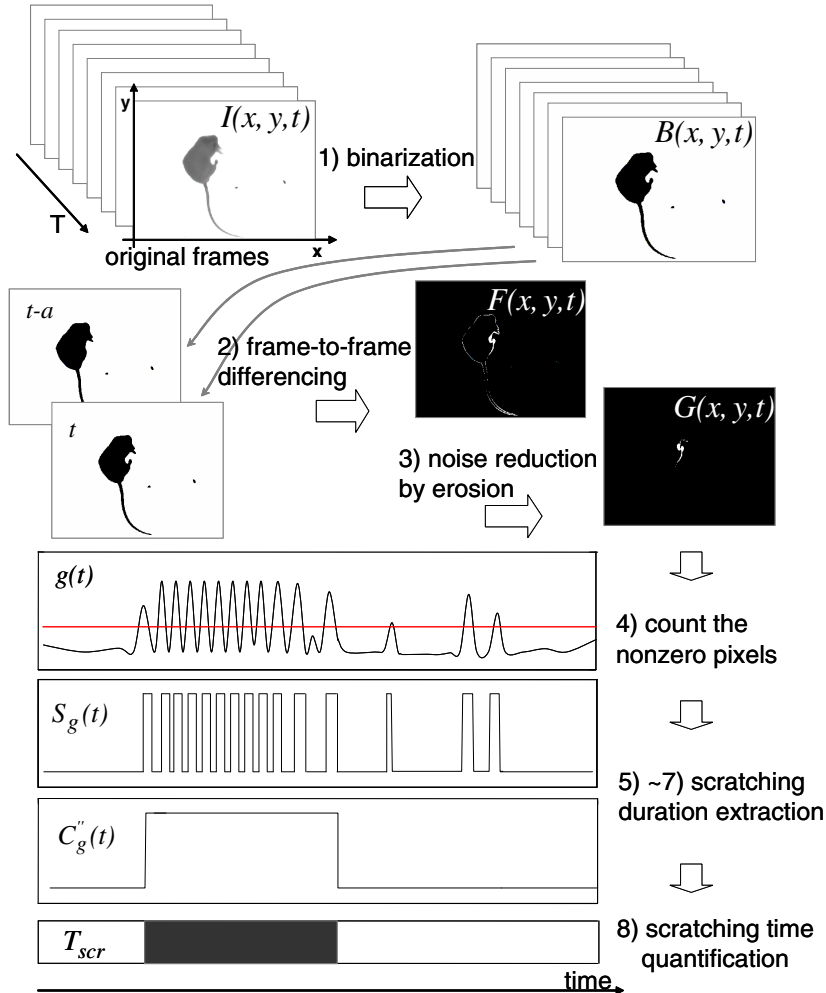 y
I(x, y,t)
B(x, y,t)
1) binarization
T
x
original frames
t-a
F(x, y,t)
2) frame-to-frame
differencing
G(x, y,t)
t
3) noise reduction
by erosion
g(t)
4) count the
nonzero pixels
S_g(t)
5) ~7) scratching
duration extraction
C''_g(t)
T_scr
8) scratching time
quantification
time